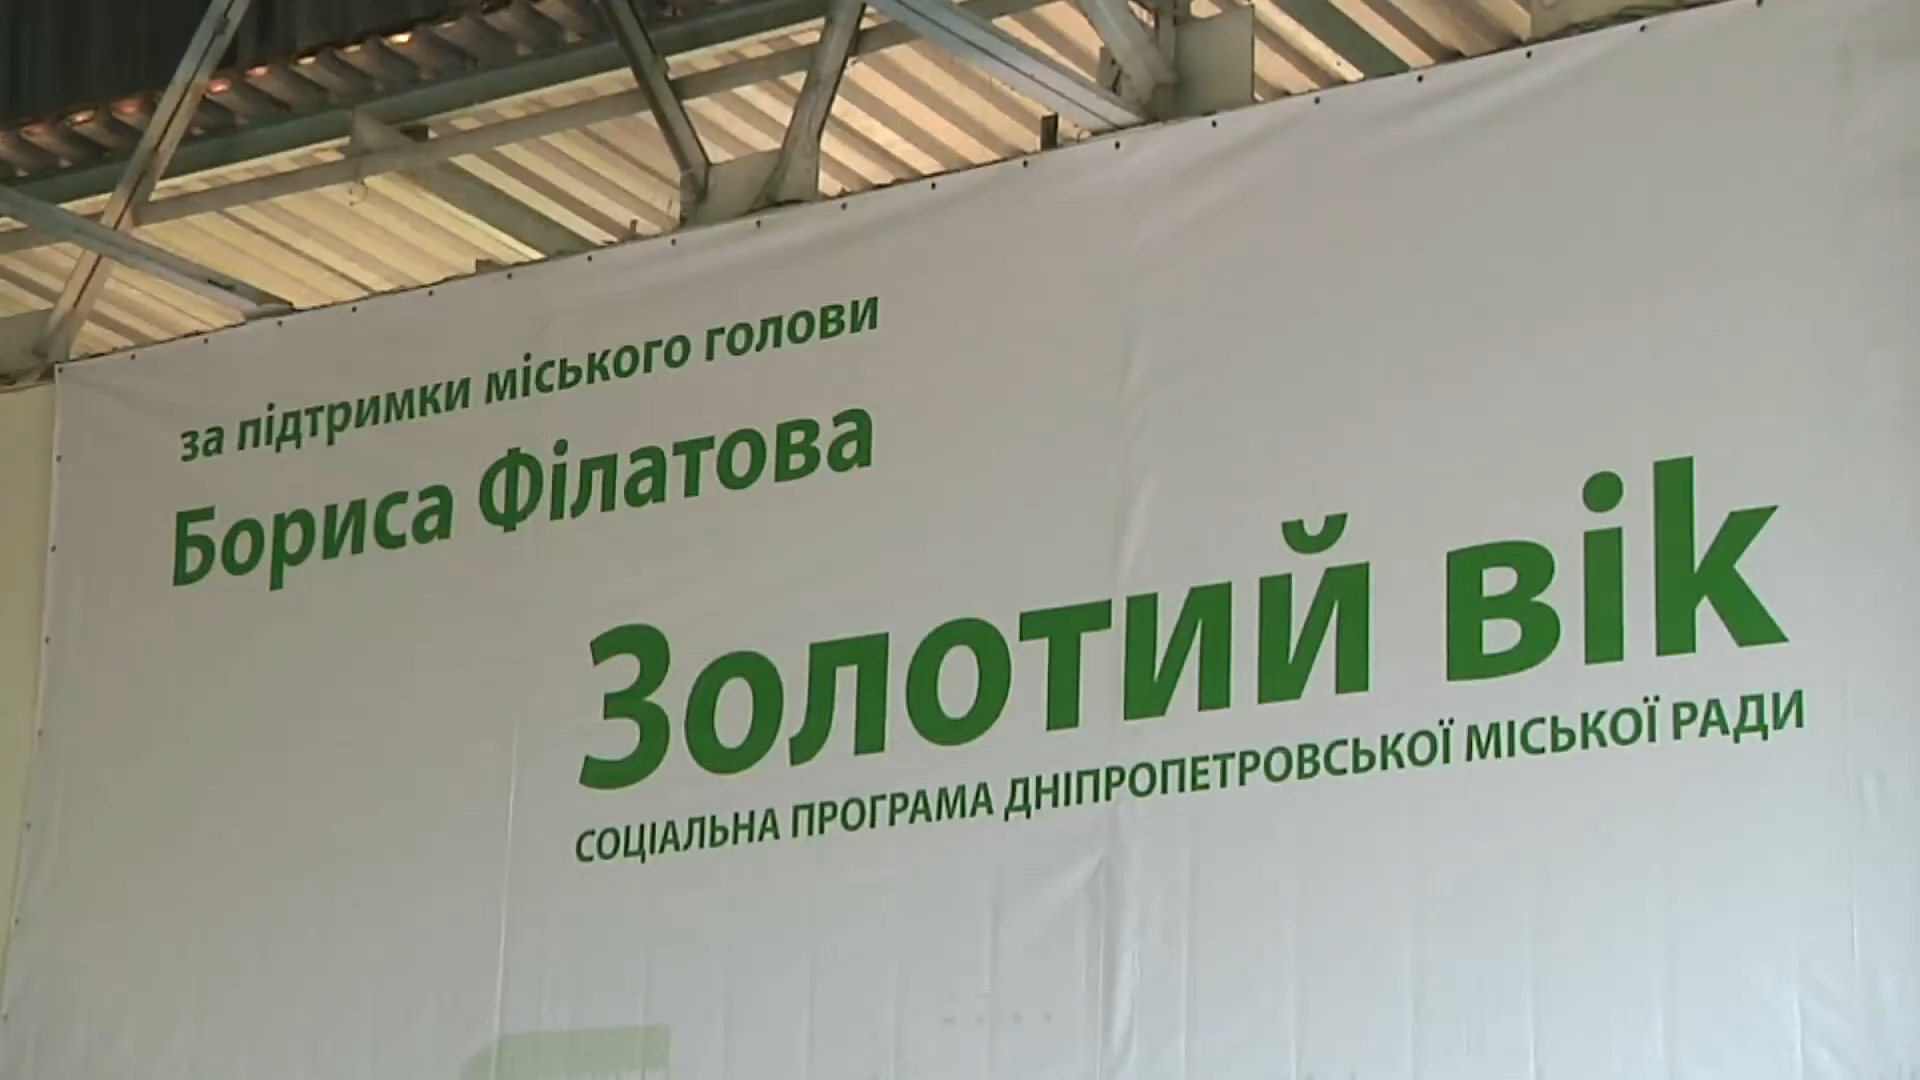 за підтримки міського голови
Бориса Філатова
Золотий вік
СОЦІАЛЬНА ПРОГРАМА ДНІПРОПЕТРОВСЬКОЇ МІСЬКОЇ РАДИ